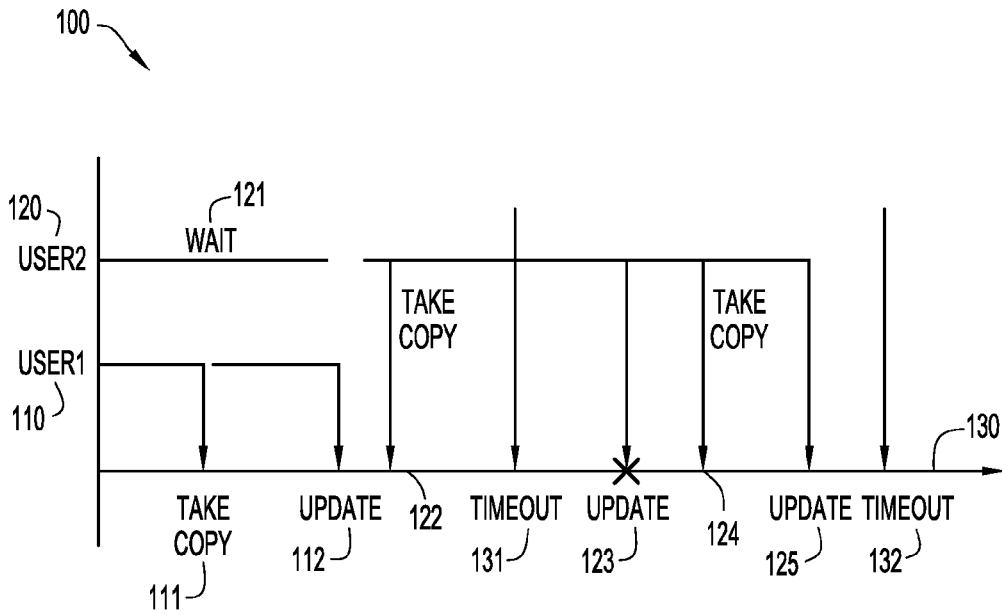 100
121
120
WAIT
USER2
TAKE
COPY
TAKE
COPY
USER1
110
130
TAKE
COPY
111
UPDATE
112
122
TIMEOUT
131
UPDATE
123
124
UPDATE
125
TIMEOUT
132